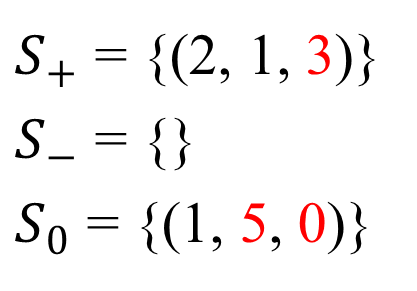 S₊ = {(2, 1, 3)}
S₋ = {}
S₀ = {(1, 5, 0)}